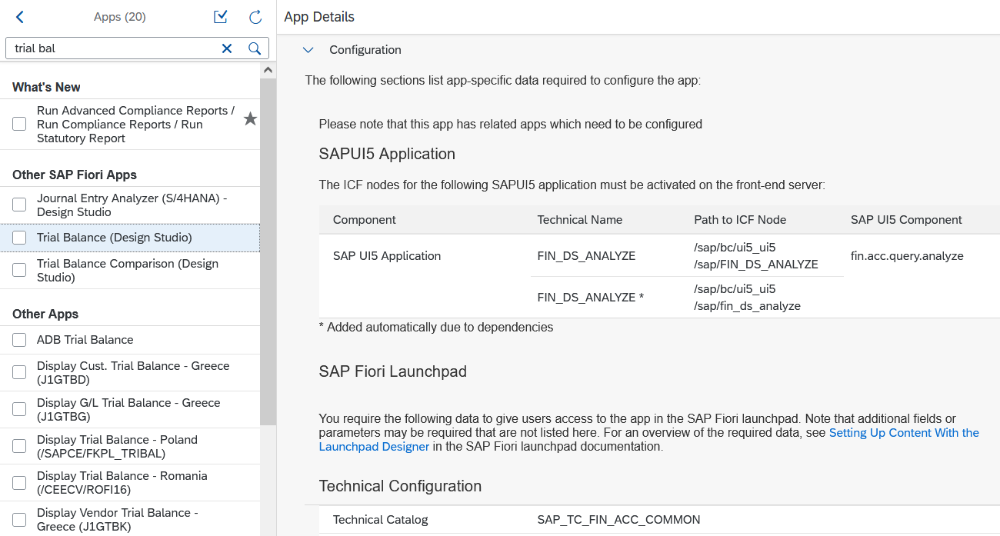 Apps (20)
trial bal
What's New
Run Advanced Compliance Reports /
Run Compliance Reports / Run
Statutory Report
Other SAP Fiori Apps
Journal Entry Analyzer (S/4HANA) -
Design Studio
Trial Balance (Design Studio)
Trial Balance Comparison (Design
Studio)
Other Apps
ADB Trial Balance
Display Cust. Trial Balance - Greece
(J1GTBD)
Display G/L Trial Balance - Greece
(J1GTBG)
Display Trial Balance - Poland
(/SAPCE/FKPL_TRIBAL)
Display Trial Balance - Romania
(/CEECV/ROFI16)
Display Vendor Trial Balance -
Greece (J1GTBK)
App Details
Configuration
The following sections list app-specific data required to configure the app:
Please note that this app has related apps which need to be configured
SAPUI5 Application
The ICF nodes for the following SAPUI5 application must be activated on the front-end server:
Component Technical Name Path to ICF Node SAP UI5 Component
SAP UI5 Application FIN_DS_ANALYZE /sap/bc/ui5_ui5
/sap/FIN_DS_ANALYZE fin.acc.query.analyze
FIN_DS_ANALYZE * /sap/bc/ui5_ui5
/sap/fin_ds_analyze
* Added automatically due to dependencies
SAP Fiori Launchpad
You require the following data to give users access to the app in the SAP Fiori launchpad. Note that additional fields or
parameters may be required that are not listed here. For an overview of the required data, see Setting Up Content With the
Launchpad Designer in the SAP Fiori launchpad documentation.
Technical Configuration
Technical Catalog SAP_TC_FIN_ACC_COMMON